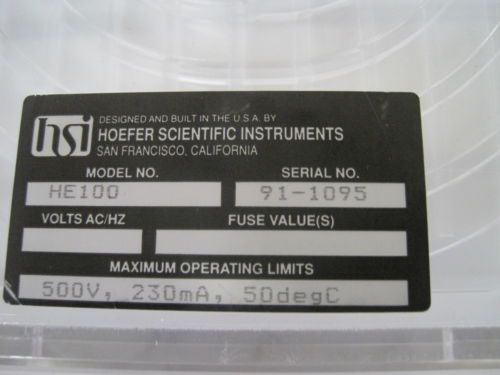 hsi
DESIGNED AND BUILT IN THE U.S.A. BY
HOEFER SCIENTIFIC INSTRUMENTS
SAN FRANCISCO, CALIFORNIA
MODEL NO. SERIAL NO.
HE100 91-1095
VOLTS AC/HZ FUSE VALUE(S)
MAXIMUM OPERATING LIMITS
500V, 230mA, 50degC